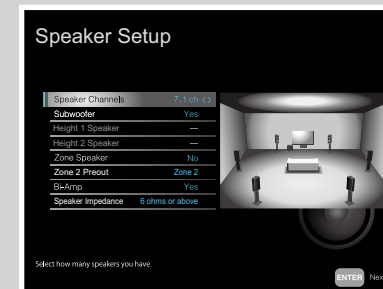 Speaker Setup
Speaker Channels 7.1 ch < >
Subwoofer Yes
Height 1 Speaker —
Height 2 Speaker —
Zone Speaker No
Zone 2 Preout Zone 2
Bi-Amp Yes
Speaker Impedance 6 ohms or above
Select how many speakers you have.
ENTER Nex